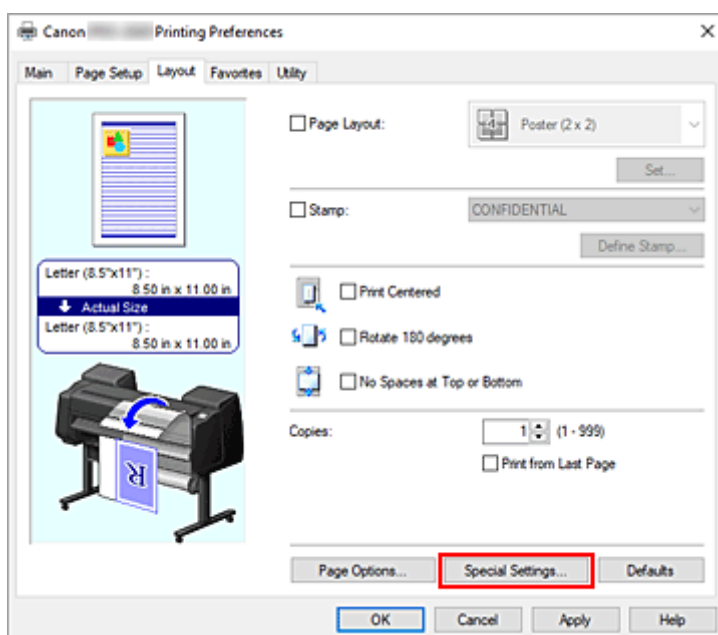 Canon Printing Preferences
Main Page Setup Layout Favorites Utility
Page Layout: Poster (2 x 2)
Set...
Stamp: CONFIDENTIAL
Define Stamp...
Letter (8.5"x11") :
8.50 in x 11.00 in
Actual Size
Letter (8.5"x11") :
8.50 in x 11.00 in
Print Centered
Rotate 180 degrees
No Spaces at Top or Bottom
Copies: 1 (1 - 999)
Print from Last Page
R
Page Options... Special Settings... Defaults
OK Cancel Apply Help